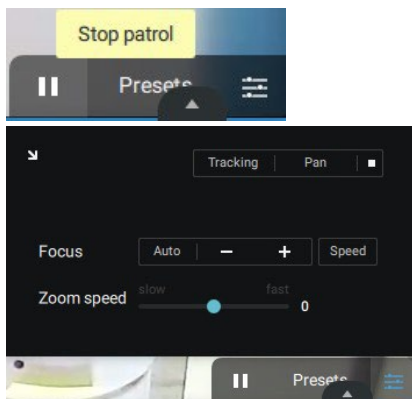 Stop patrol
Presets
Tracking Pan
Focus Auto − + Speed
slow fast
Zoom speed 0
Presets